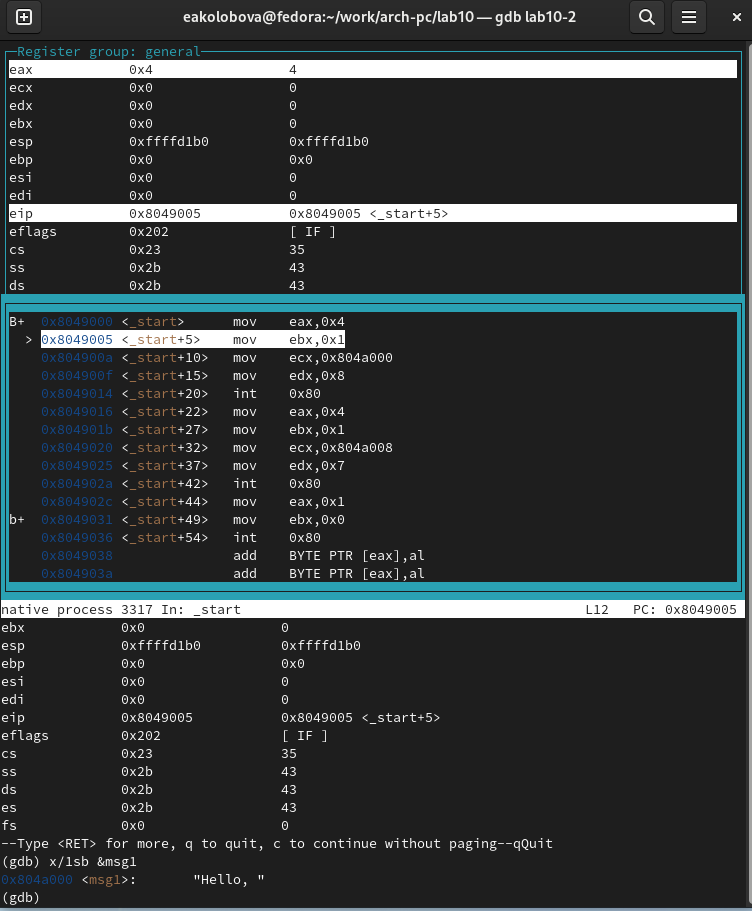 eakolobova@fedora:~/work/arch-pc/lab10 — gdb lab10-2
Register group: general
eax 0x4 4
ecx 0x0 0
edx 0x0 0
ebx 0x0 0
esp 0xffffd1b0 0xffffd1b0
ebp 0x0 0x0
esi 0x0 0
edi 0x0 0
eip 0x8049005 0x8049005 <_start+5>
eflags 0x202 [ IF ]
cs 0x23 35
ss 0x2b 43
ds 0x2b 43
B+ 0x8049000 <_start> mov eax,0x4
> 0x8049005 <_start+5> mov ebx,0x1
0x804900a <_start+10> mov ecx,0x804a000
0x804900f <_start+15> mov edx,0x8
0x8049014 <_start+20> int 0x80
0x8049016 <_start+22> mov eax,0x4
0x804901b <_start+27> mov ebx,0x1
0x8049020 <_start+32> mov ecx,0x804a008
0x8049025 <_start+37> mov edx,0x7
0x804902a <_start+42> int 0x80
0x804902c <_start+44> mov eax,0x1
b+ 0x8049031 <_start+49> mov ebx,0x0
0x8049036 <_start+54> int 0x80
0x8049038 add BYTE PTR [eax],al
0x804903a add BYTE PTR [eax],al
native process 3317 In: _start L12 PC: 0x8049005
ebx 0x0 0
esp 0xffffd1b0 0xffffd1b0
ebp 0x0 0x0
esi 0x0 0
edi 0x0 0
eip 0x8049005 0x8049005 <_start+5>
eflags 0x202 [ IF ]
cs 0x23 35
ss 0x2b 43
ds 0x2b 43
es 0x2b 43
fs 0x0 0
--Type <RET> for more, q to quit, c to continue without paging--qQuit
(gdb) x/1sb &msg1
0x804a000 <msg1>: "Hello, "
(gdb)